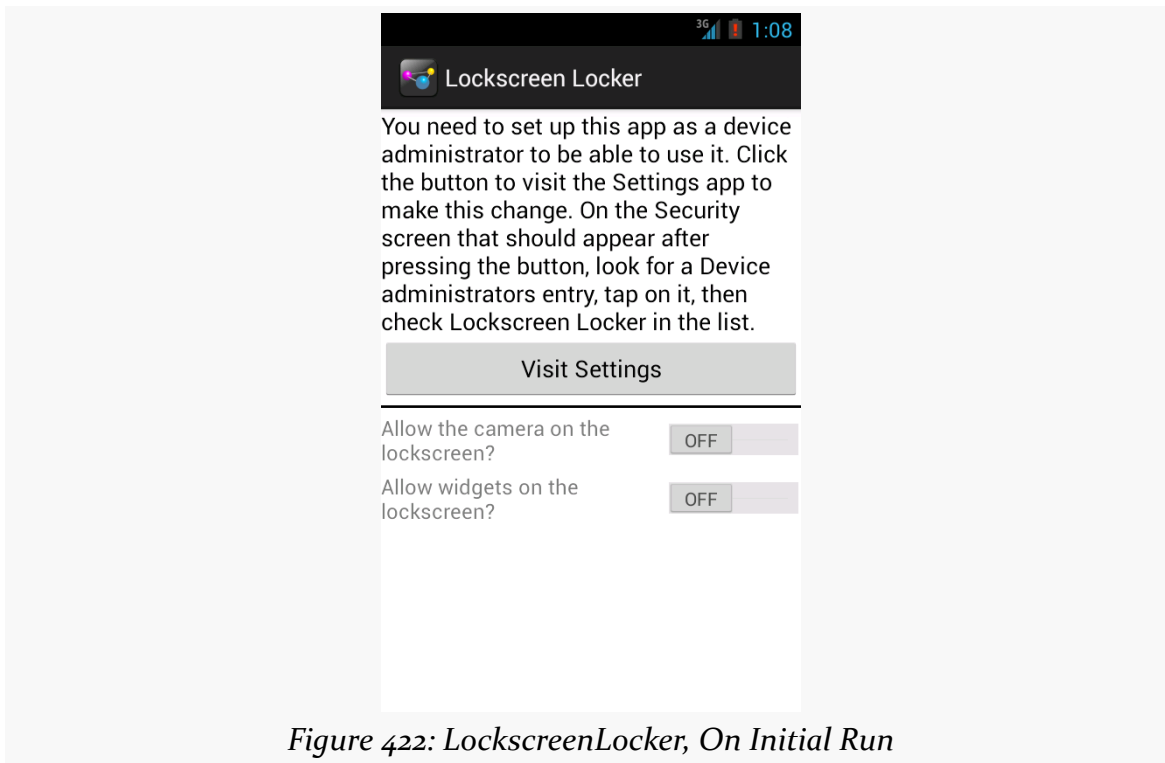 3G 1:08
Lockscreen Locker
You need to set up this app as a device
administrator to be able to use it. Click
the button to visit the Settings app to
make this change. On the Security
screen that should appear after
pressing the button, look for a Device
administrators entry, tap on it, then
check Lockscreen Locker in the list.
Visit Settings
Allow the camera on the
lockscreen?
OFF
Allow widgets on the
lockscreen?
OFF
Figure 422: LockscreenLocker, On Initial Run